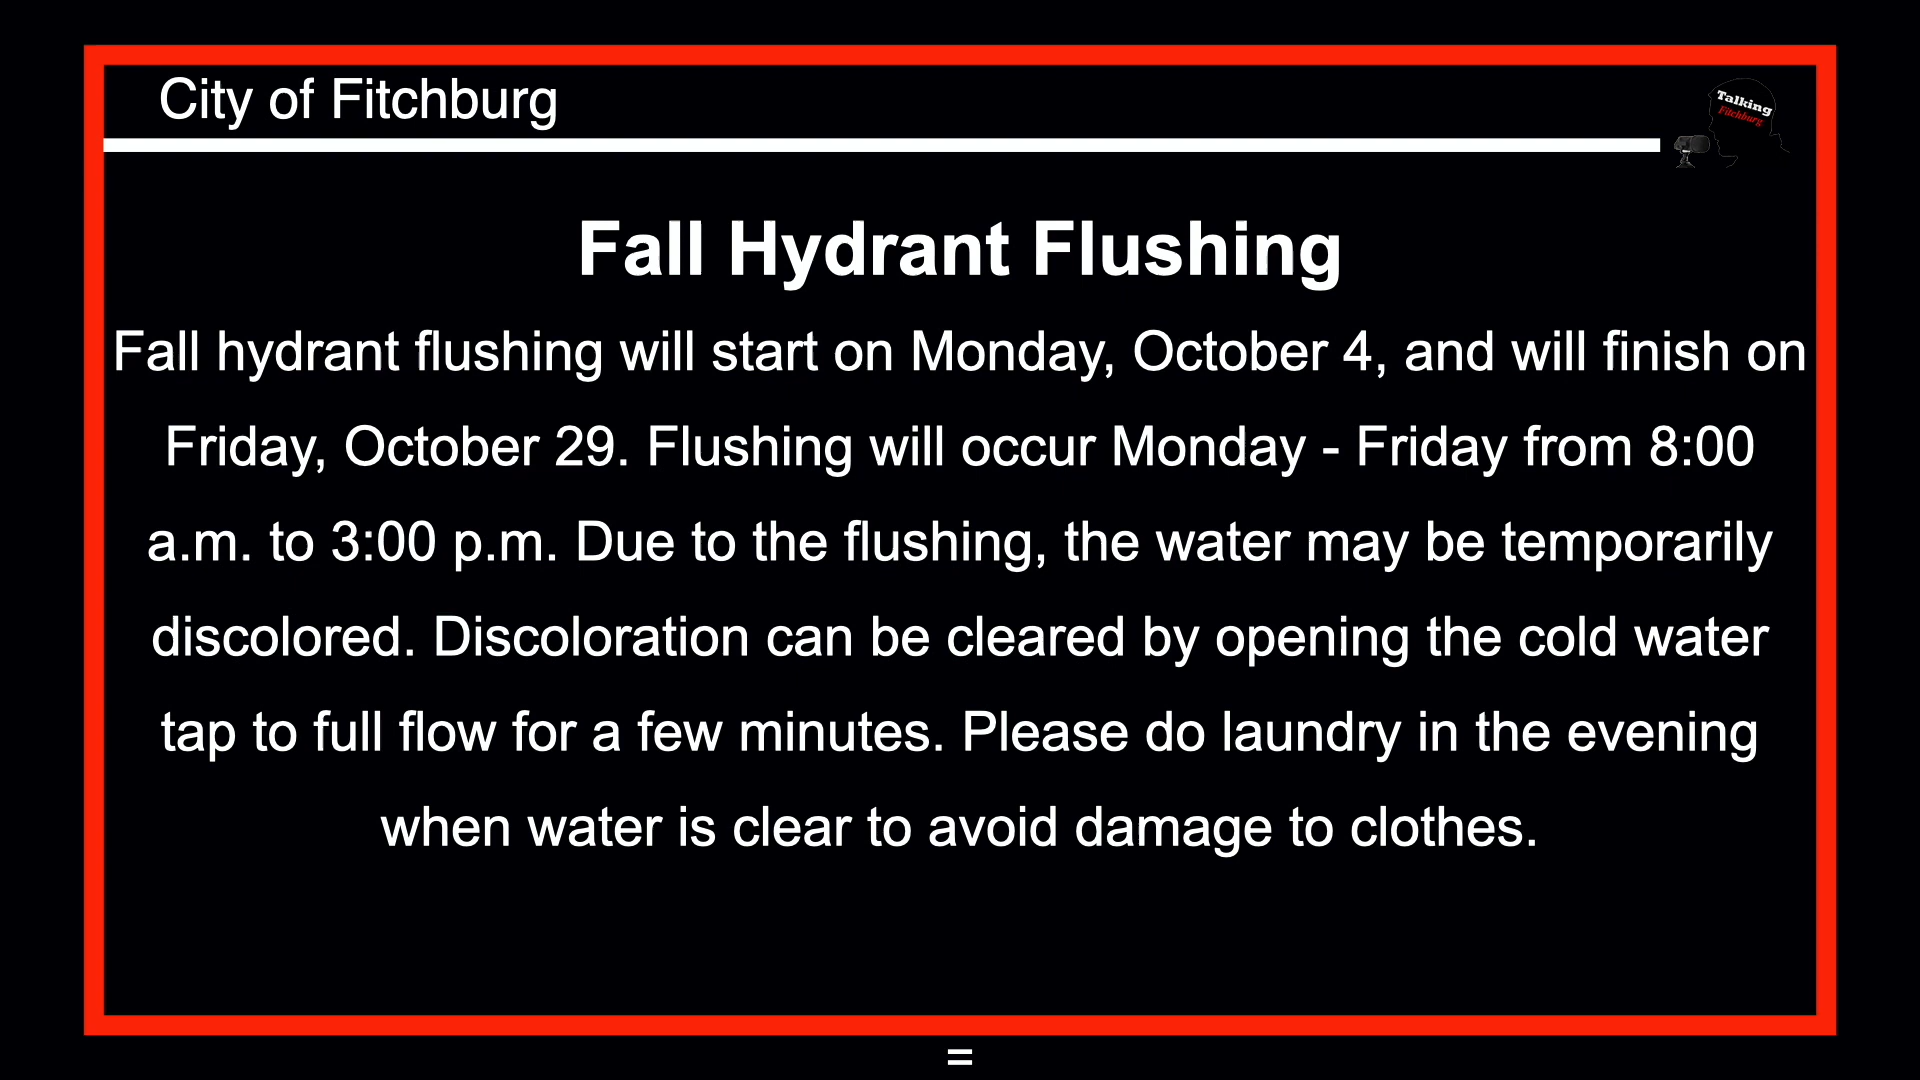 City of Fitchburg
Talking
Fitchburg
Fall Hydrant Flushing
Fall hydrant flushing will start on Monday, October 4, and will finish on
Friday, October 29. Flushing will occur Monday - Friday from 8:00
a.m. to 3:00 p.m. Due to the flushing, the water may be temporarily
discolored. Discoloration can be cleared by opening the cold water
tap to full flow for a few minutes. Please do laundry in the evening
when water is clear to avoid damage to clothes.
=